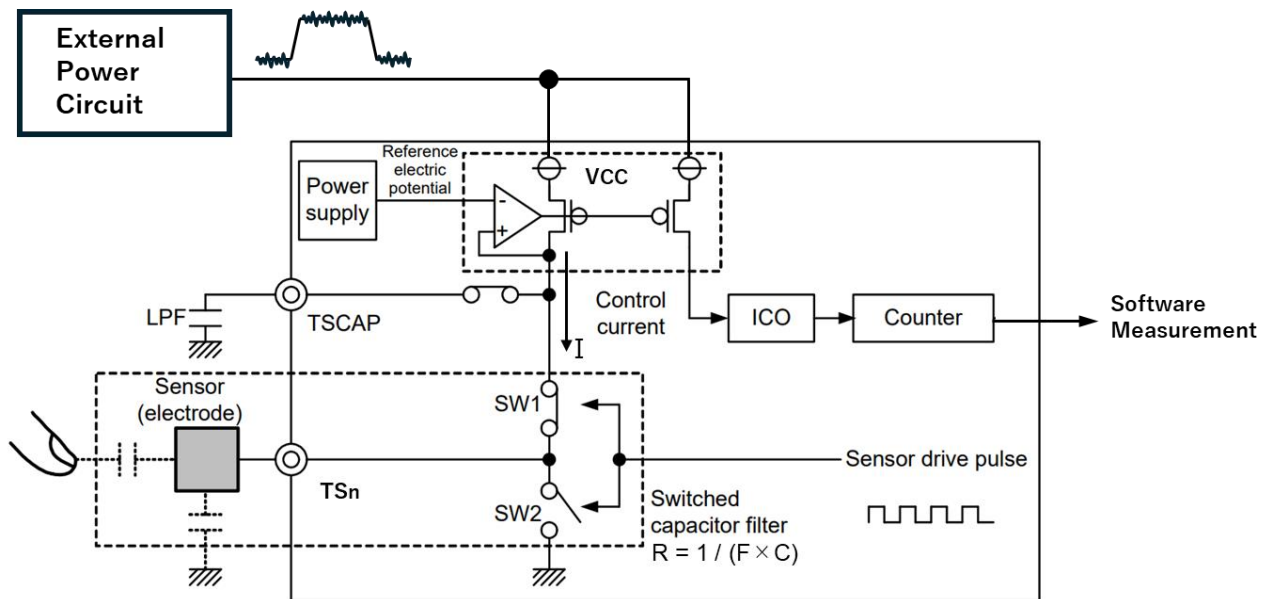 External
Power
Circuit
Reference
electric
potential
Power
supply
VCC
-
+
LPF
TSCAP
Control
current
I
ICO
Counter
Software
Measurement
Sensor
(electrode)
SW1
TSn
Sensor drive pulse
SW2
Switched
capacitor filter
R = 1 / (F × C)